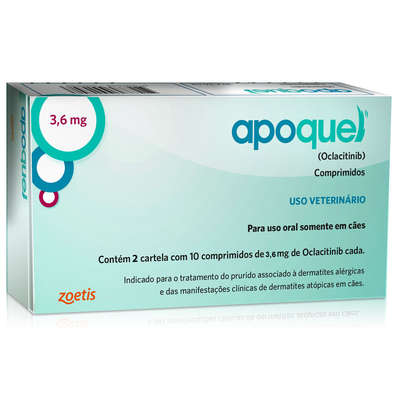 3,6 mg
apoquel
(Oclacitinib)
Comprimidos
USO VETERINÁRIO
Para uso oral somente em cães
Contém 2 cartela com 10 comprimidos de 3,6 mg de Oclacitinib cada.
Indicado para o tratamento do prurido associado à dermatites alérgicas
e das manifestações clínicas de dermatites atópicas em cães.
zoetis
apoquel